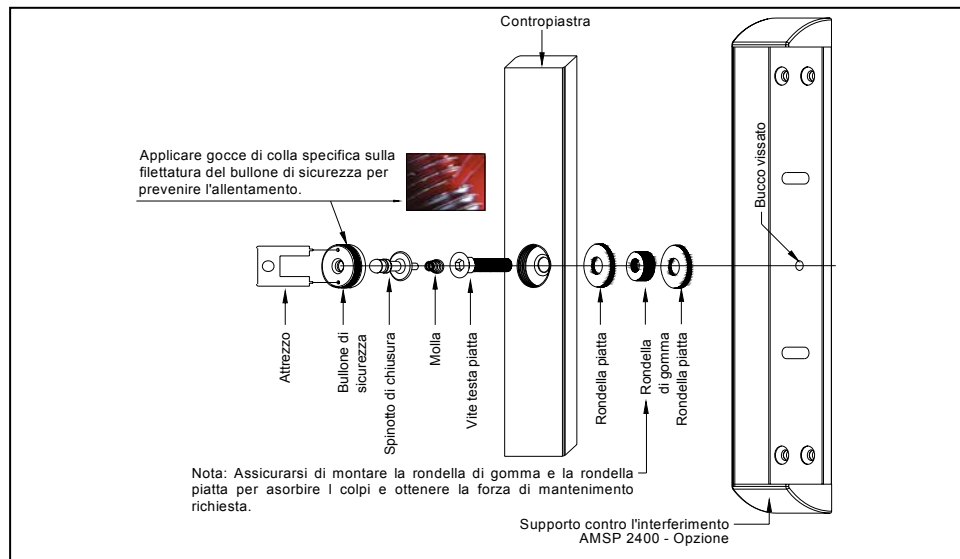 Contropiastra
Applicare gocce di colla specifica sulla
filettatura del bullone di sicurezza per
prevenire l'allentamento.
Bucco vissato
Attrezzo
Bullone di
sicurezza
Spinotto di chiusura
Molla
Vite testa piatta
Rondella piatta
Rondella
di gomma
Rondella piatta
Nota: Assicurarsi di montare la rondella di gomma e la rondella
piatta per asorbire I colpi e ottenere la forza di mantenimento
richiesta.
Supporto contro l'interferimento
AMSP 2400 - Opzione